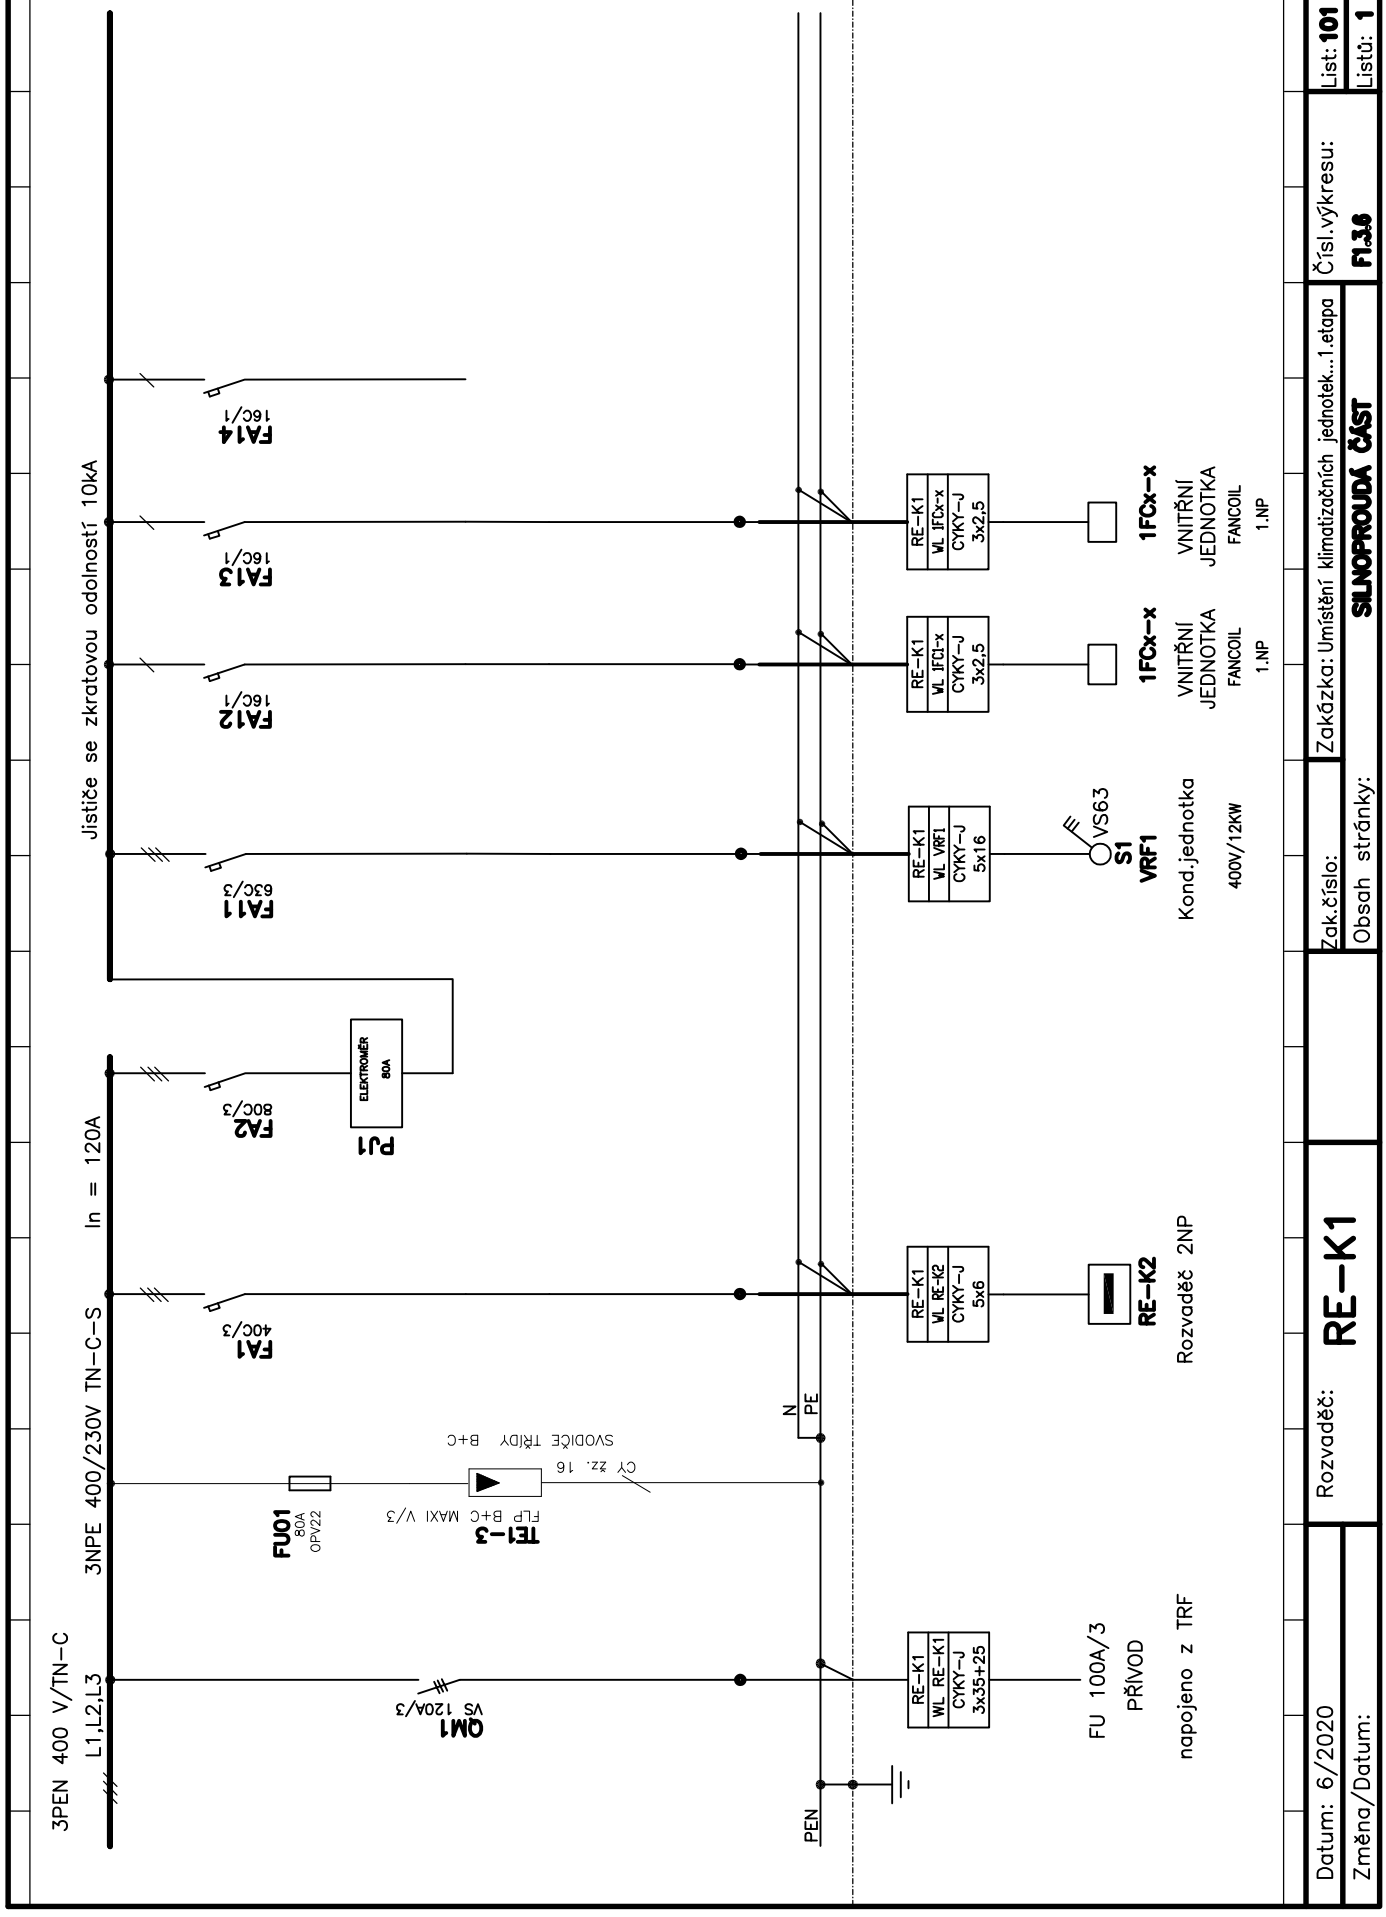 3PEN 400 V/TN-C
L1,L2,L3
3NPE 400/230V TN-C-S
In = 120A
Jističe se zkratovou odolností 10kA
QM1
VS 120A/3
FU01
80A
OPV22
TE1-3
FLP B+C MAXI V/3
SVODIČE TŘÍDY B+C
CY žz. 16
FA1
40C/3
FA2
80C/3
PJ1
ELEKTROMĚR
80A
FA11
63C/3
FA12
16C/1
FA13
16C/1
FA14
16C/1
N
PE
PEN
RE-K1
WL RE-K1
CYKY-J
3x35+25
FU 100A/3
PŘÍVOD
napojeno z TRF
RE-K1
WL RE-K2
CYKY-J
5x6
RE-K2
Rozvaděč 2NP
RE-K1
WL VRF1
CYKY-J
5x16
VS63
S1
VRF1
Kond.jednotka
400V/12KW
RE-K1
WL 1FC1-x
CYKY-J
3x2,5
1FCx-x
VNITŘNÍ
JEDNOTKA
FANCOIL
1.NP
RE-K1
WL 1FCx-x
CYKY-J
3x2,5
1FCx-x
VNITŘNÍ
JEDNOTKA
FANCOIL
1.NP
Datum: 6/2020
Změna/Datum:
Rozvaděč: RE-K1
Zak.číslo:
Zakázka: Umístění klimatizačních jednotek...1.etapa
Obsah stránky: SILNOPROUDÁ ČÁST
Čísl.výkresu:
F1.3.6
List: 101
Listů: 1